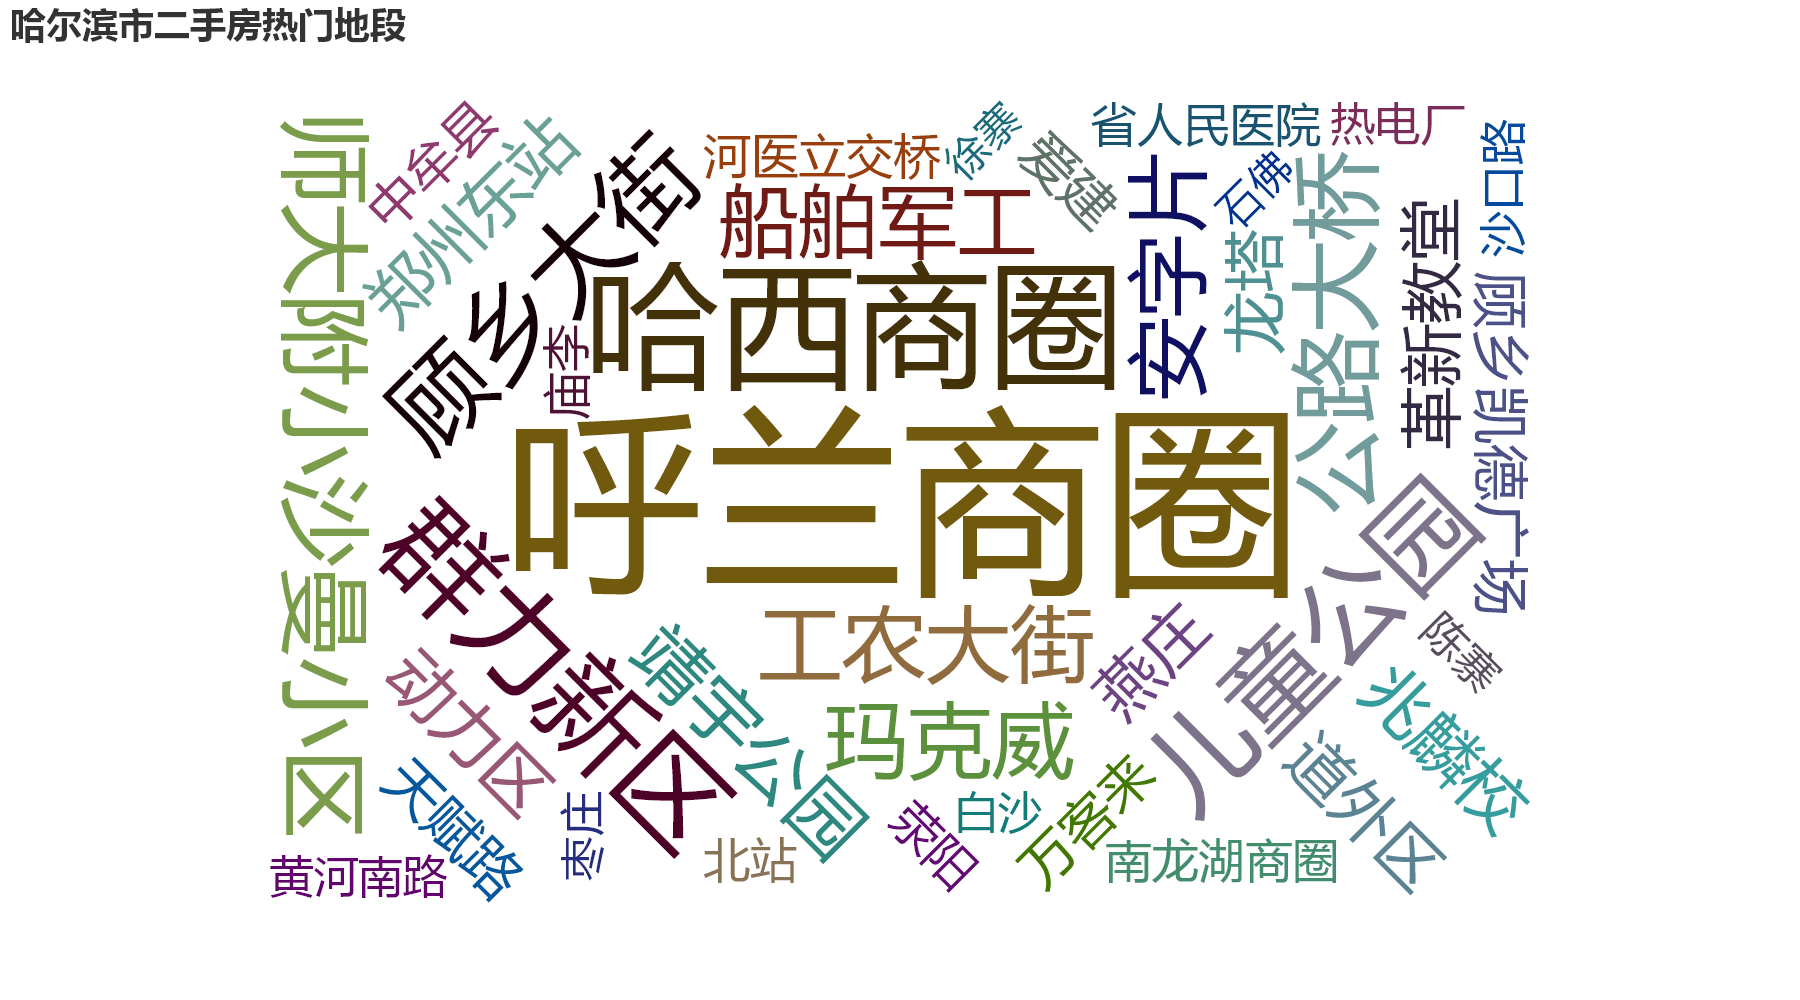 哈尔滨市二手房热门地段
师大附小沙曼小区
中牟县
郑州东站
顾乡大街
河医立交桥
徐寨
爱建
省人民医院
热电厂
沙口路
船舶军工
安字片
石佛
龙塔
公路大桥
革新教堂
顾乡凯德广场
庙李
哈西商圈
呼兰商圈
群力新区
靖宇公园
工农大街
燕庄
儿童公园
陈寨
兆麟校
动力区
玛克威
道外区
天赋路
枣庄
北站
荥阳
白沙
万客来
南龙湖商圈
黄河南路